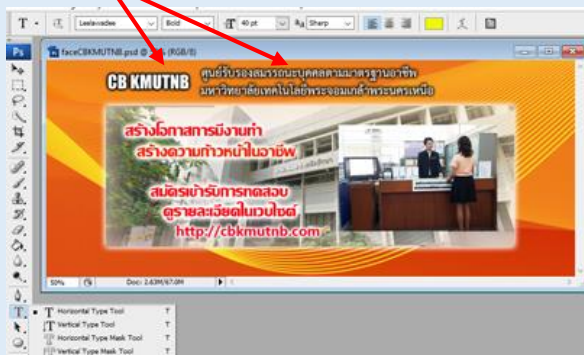 T Leelawadee Bold 40 pt aa Sharp
Ps faceCBKMUTNB.psd @ (RGB/8)
CB KMUTNB
ศูนย์รับรองสมรรถนะบุคคลตามมาตรฐานอาชีพ
มหาวิทยาลัยเทคโนโลยีพระจอมเกล้าพระนครเหนือ
สร้างโอกาสการมีงานทำ
สร้างความก้าวหน้าในอาชีพ
สมัครเข้ารับการทดสอบ
ดูรายละเอียดในเวบไซต์
http://cbkmutnb.com
50% Doc: 2.63M/67.0M
T Horizontal Type Tool T
T Vertical Type Tool T
Horizontal Type Mask Tool T
Vertical Type Mask Tool T